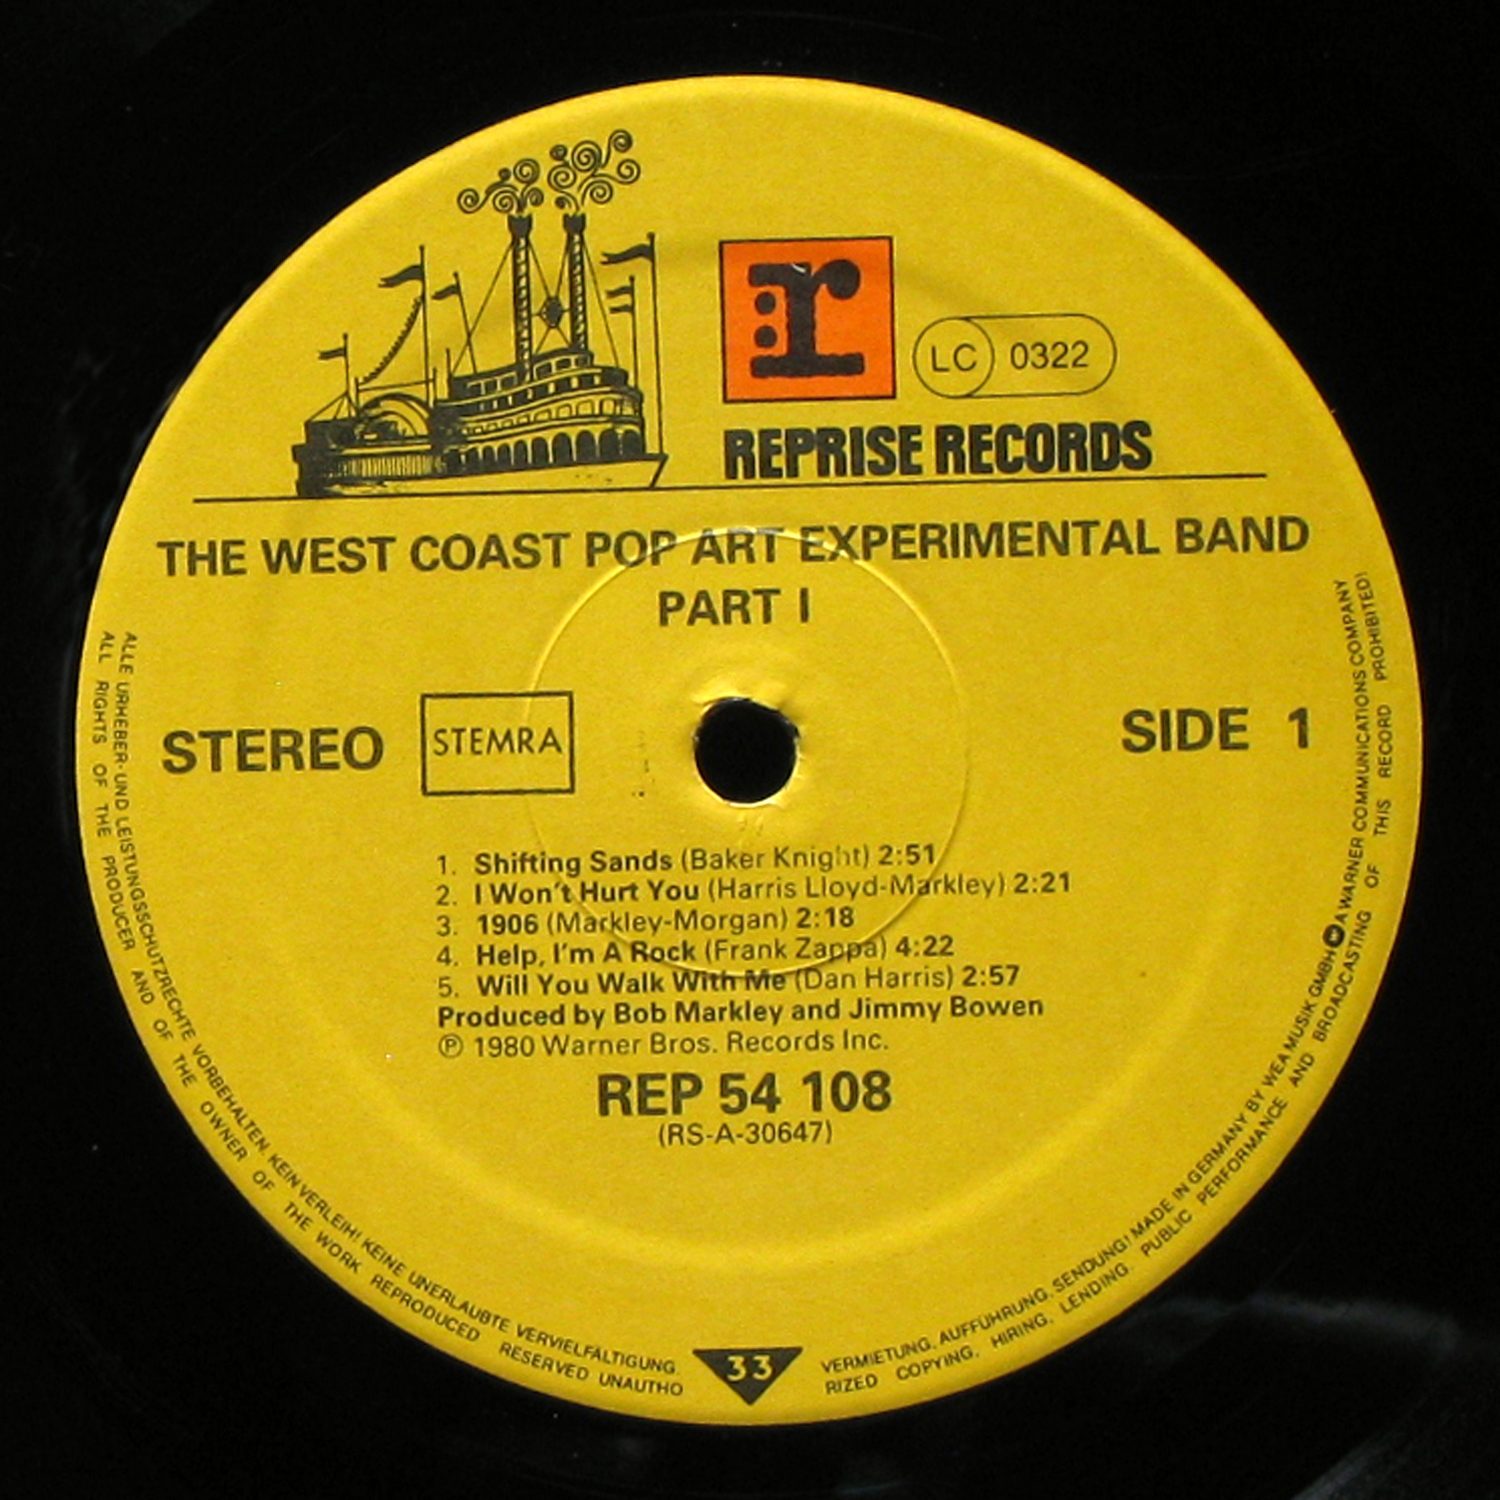 r
LC 0322
REPRISE RECORDS
THE WEST COAST POP ART EXPERIMENTAL BAND
PART I
STEREO
STEMRA
SIDE 1
1. Shifting Sands (Baker Knight) 2:51
2. I Won't Hurt You (Harris Lloyd-Markley) 2:21
3. 1906 (Markley-Morgan) 2:18
4. Help, I'm A Rock (Frank Zappa) 4:22
5. Will You Walk With Me (Dan Harris) 2:57
Produced by Bob Markley and Jimmy Bowen
℗ 1980 Warner Bros. Records Inc.
REP 54 108
(RS-A-30647)
33
ALLE URHEBER- UND LEISTUNGSSCHUTZRECHTE VORBEHALTEN. KEIN VERLEIH! KEINE UNERLAUBTE VERVIELFÄLTIGUNG. VERMIETUNG, AUFFÜHRUNG, SENDUNG! MADE IN GERMANY BY WEA MUSIK GMBH A WARNER COMMUNICATIONS COMPANY
ALL RIGHTS OF THE PRODUCER AND OF THE OWNER OF THE WORK REPRODUCED RESERVED UNAUTHO RIZED COPYING, HIRING, LENDING. PUBLIC PERFORMANCE AND BROADCASTING OF THIS RECORD PROHIBITED!